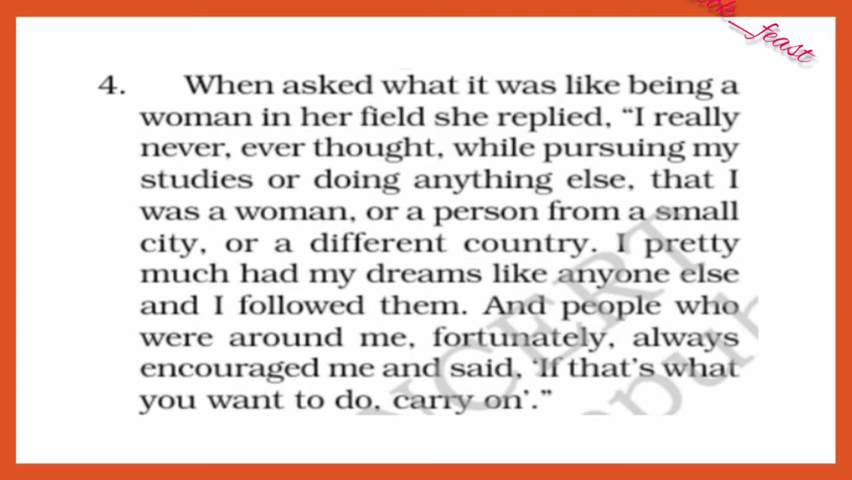 feast
4. When asked what it was like being a
woman in her field she replied, “I really
never, ever thought, while pursuing my
studies or doing anything else, that I
was a woman, or a person from a small
city, or a different country. I pretty
much had my dreams like anyone else
and I followed them. And people who
were around me, fortunately, always
encouraged me and said, ‘If that’s what
you want to do, carry on’.”